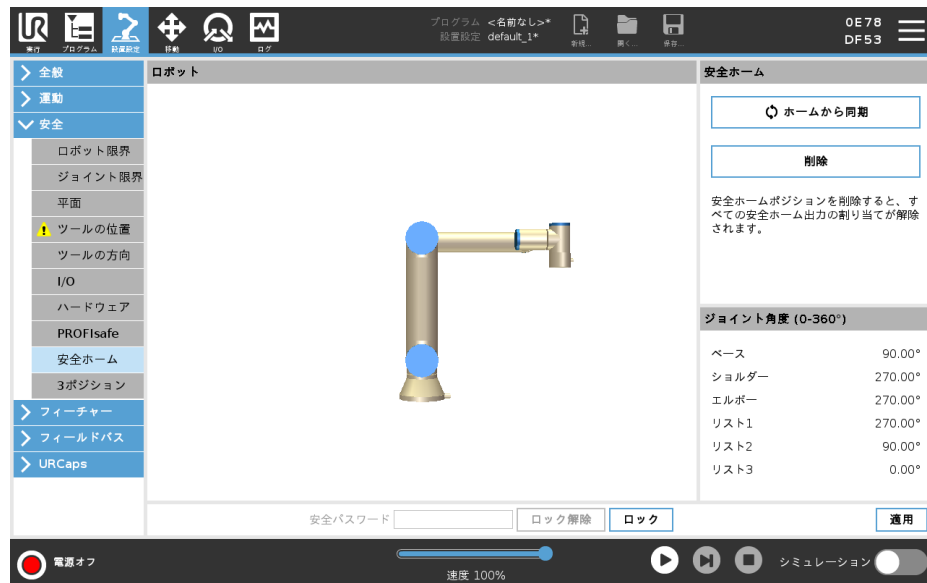 プログラム <名前なし>*
設置設定 default_1*
実行
プログラム
設置設定
移動
I/O
ログ
新規...
開く...
保存...
0E78
DF53
全般
運動
安全
ロボット限界
ジョイント限界
平面
ツールの位置
ツールの方向
I/O
ハードウェア
PROFIsafe
安全ホーム
3ポジション
フィーチャー
フィールドバス
URCaps
ロボット
安全ホーム
ホームから同期
削除
安全ホームポジションを削除すると、す
べての安全ホーム出力の割り当てが解除
されます。
ジョイント角度 (0-360°)
ベース 90.00°
ショルダー 270.00°
エルボー 270.00°
リスト1 270.00°
リスト2 90.00°
リスト3 0.00°
安全パスワード ロック解除 ロック 適用
電源オフ
速度 100%
シミュレーション